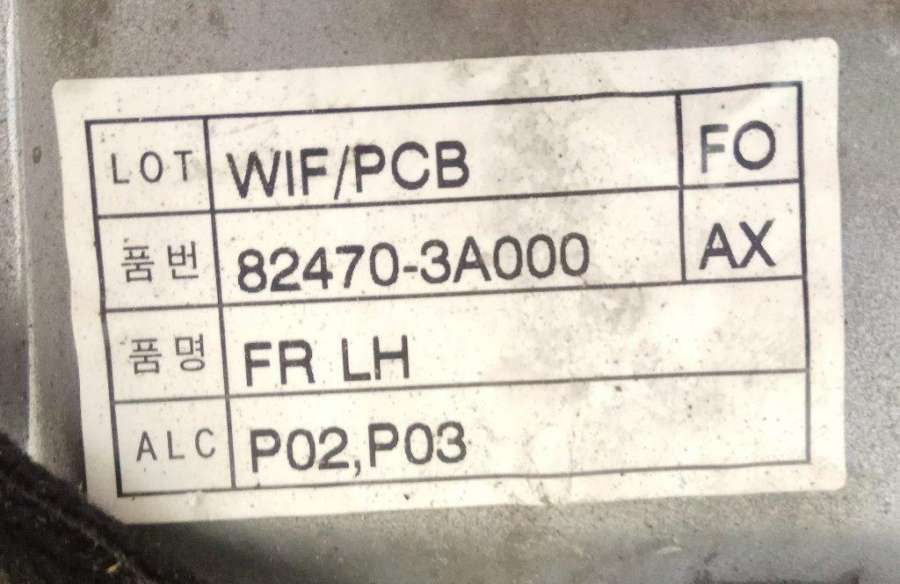 LOT WIF/PCB FO
품번 82470-3A000 AX
품명 FR LH
ALC P02,P03